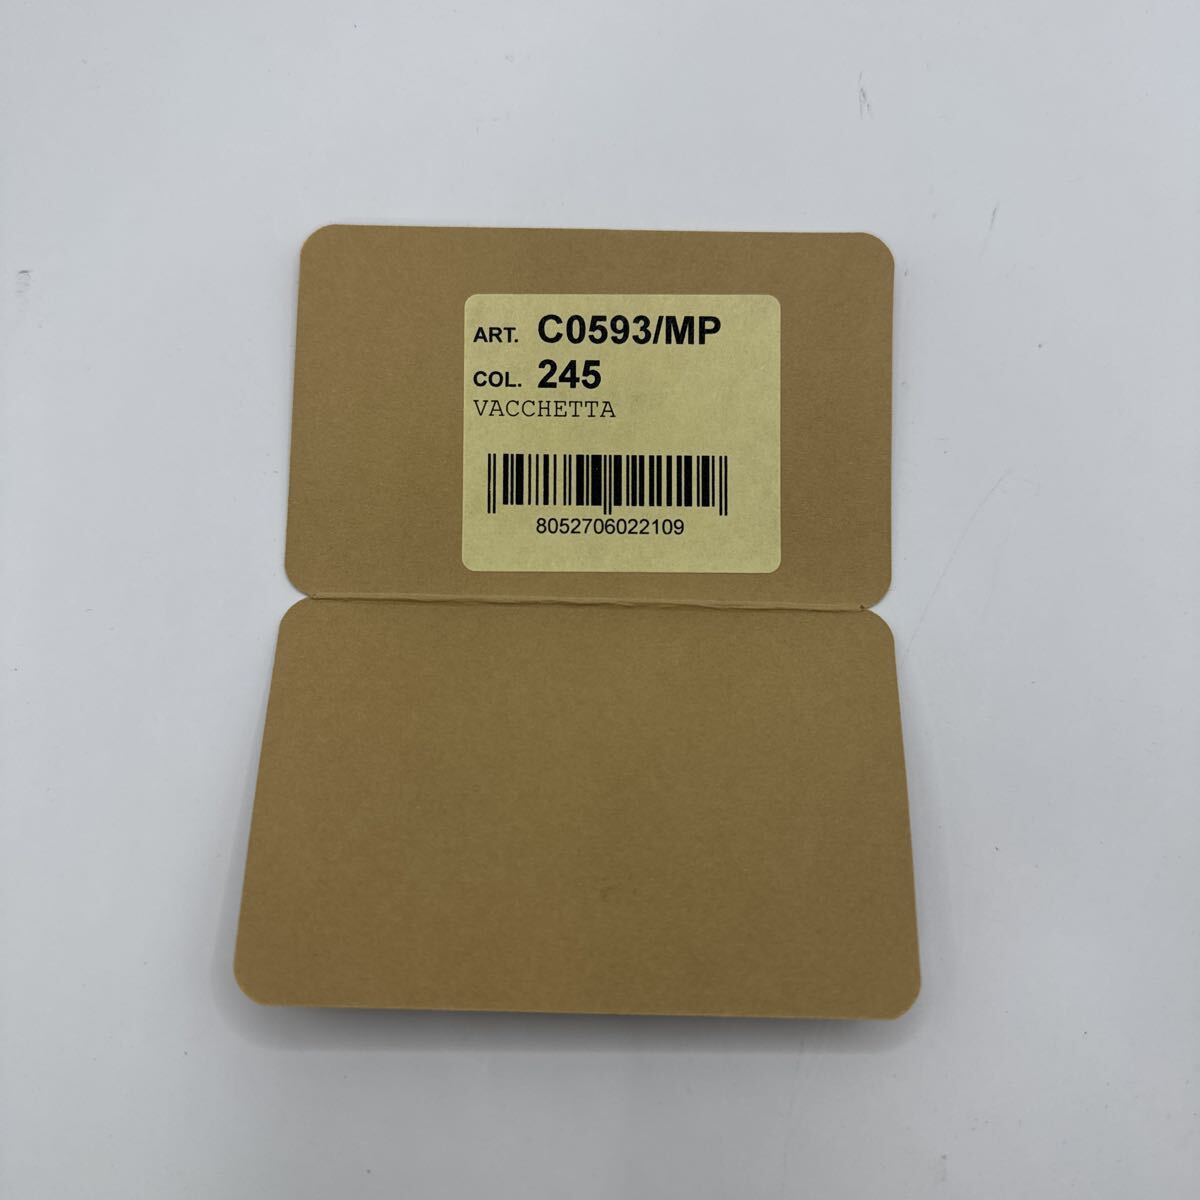 ART. C0593/MP
COL. 245
VACCHETTA
8052706022109